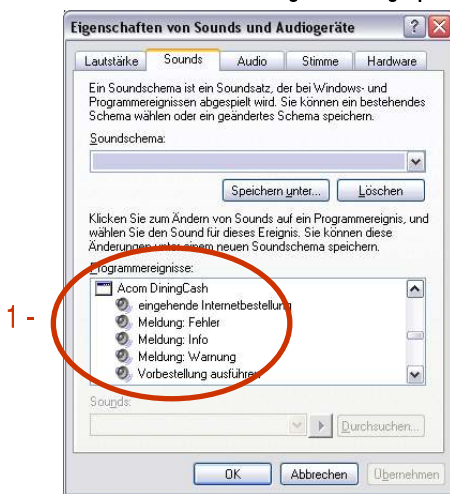 Eigenschaften von Sounds und Audiogeräte
Lautstärke Sounds Audio Stimme Hardware
Ein Soundschema ist ein Soundsatz, der bei Windows- und
Programmereignissen abgespielt wird. Sie können ein bestehendes
Schema wählen oder ein geändertes Schema speichern.
Soundschema:
Speichern unter... Löschen
Klicken Sie zum Ändern von Sounds auf ein Programmereignis, und
wählen Sie den Sound für dieses Ereignis. Sie können diese
Änderungen unter einem neuen Soundschema speichern.
Programmereignisse:
Acom DiningCash
eingehende Internetbestellung
1 - Meldung: Fehler
Meldung: Info
Meldung: Warnung
Vorbestellung ausführen
Sounds:
Durchsuchen...
OK Abbrechen Übernehmen